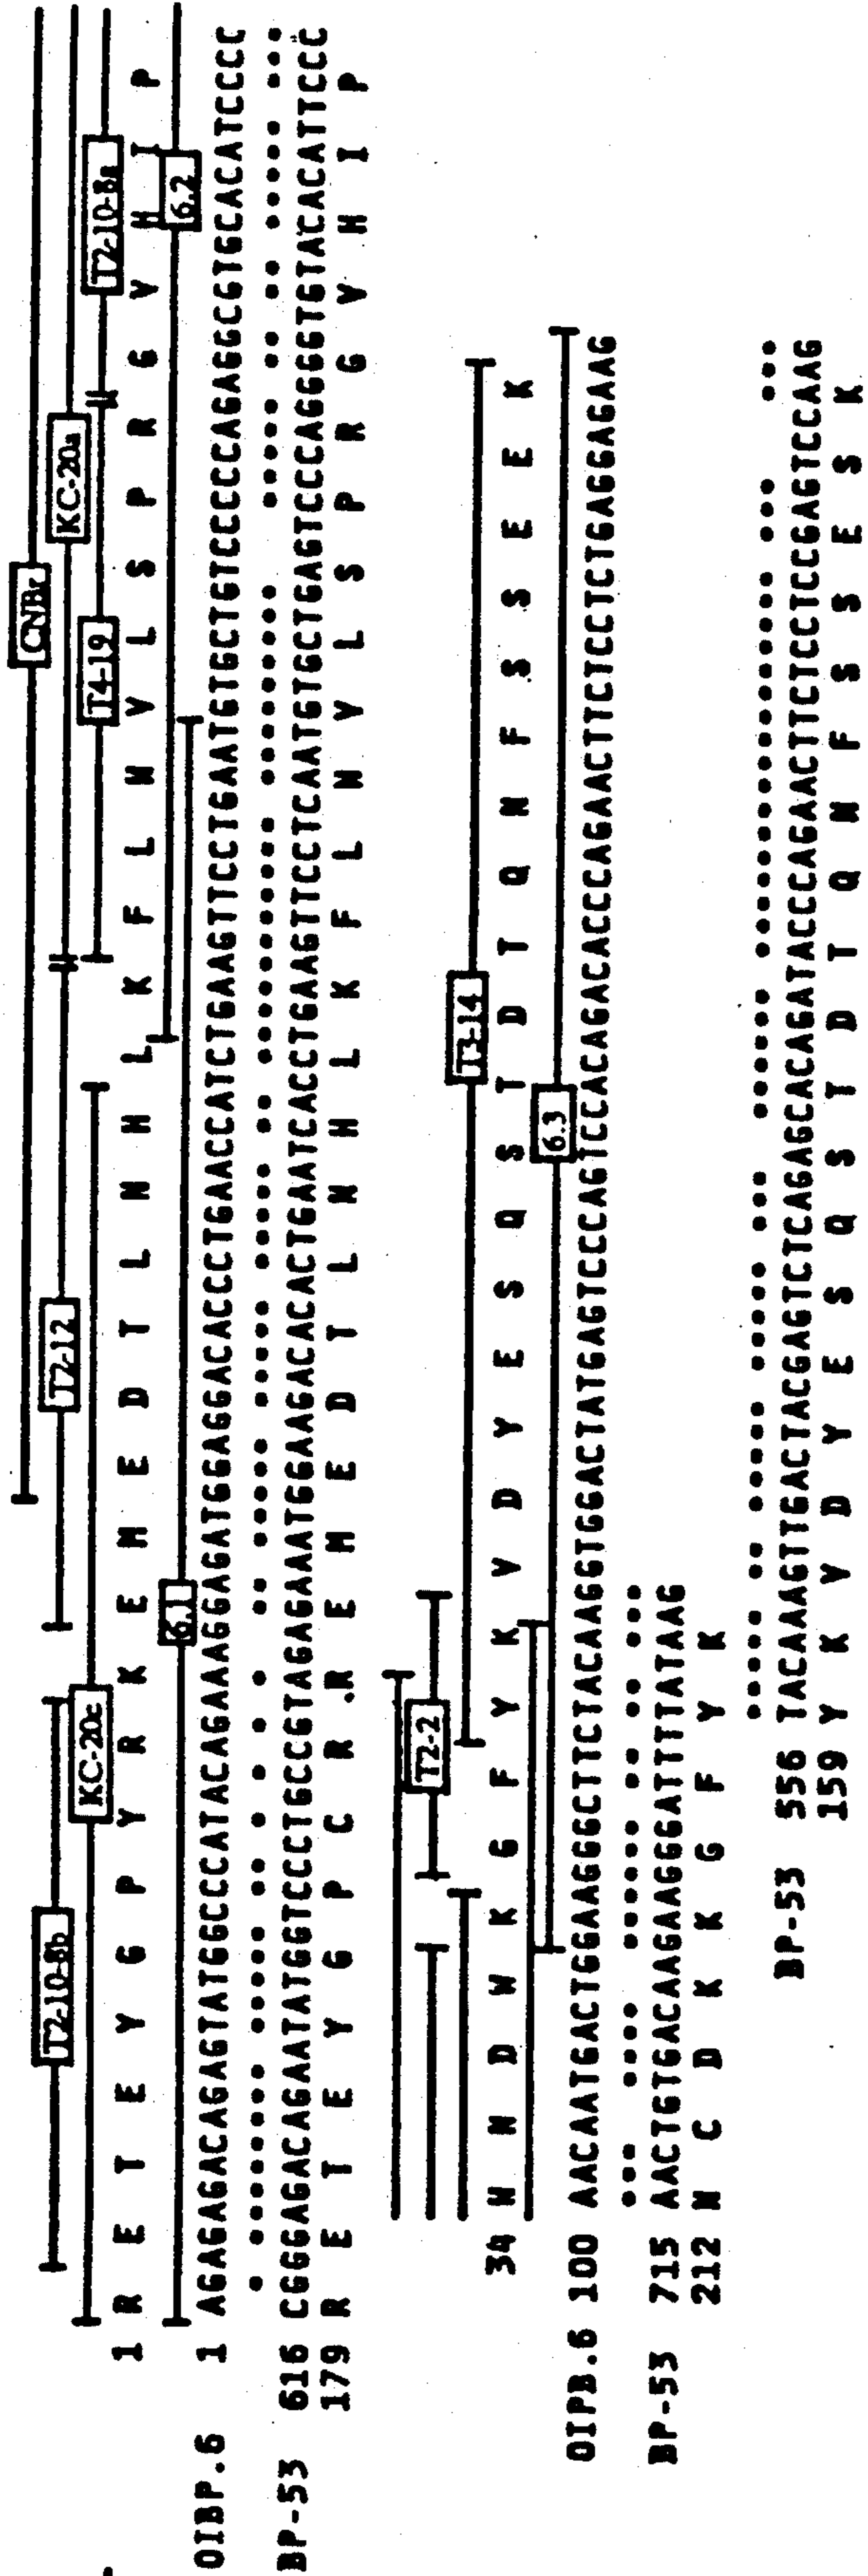 CNBr
T2-10-8b T2-12 KC-20a
KC-20c T4-19 T2-10-8a
1 R E T E Y G P Y R K E M E D T L N H L K F L N V L S P R G V H I P
6.1 6.2
OIBP.6 1 AGAGAGACAGAGTATGGCCCATACAGAAAGGAGATGGAGGACACCCTGAACCATCTGAAGTTCCTGAATGTGCTGTCCCCCAGAGGCGTGCACATCCCC
BP-53 616 CGGGAGACAGAATATGGTCCCTGCCGTAGAGAAATGGAAGACACACTGAATCACCTGAAGTTCCTCAATGTGCTGAGTCCCAGGGGTGTACACATTCCC
179 R E T E Y G P C R R E M E D T L N H L K F L N V L S P R G V H I P
T2-2 T3-14
34 N N D W K G F Y K V D Y E S Q S T D T Q N F S S E E K
6.3
OIPB.6 100 AACAATGACTGGAAGGGCTTCTACAAGGTGGACTATGAGTCCCAGTCCACAGACACCCAGAACTTCTCCTCTGAGGAGAAG
BP-53 715 AACTGTGACAAGAAGGGATTTTATAAG
212 N C D K K G F Y K
BP-53 556 TACAAAGTTGACTACGAGTCTCAGAGCACAGATACCCAGAACTTCTCCTCCGAGTCCAAG
159 Y K V D Y E S Q S T D T Q N F S S E S K